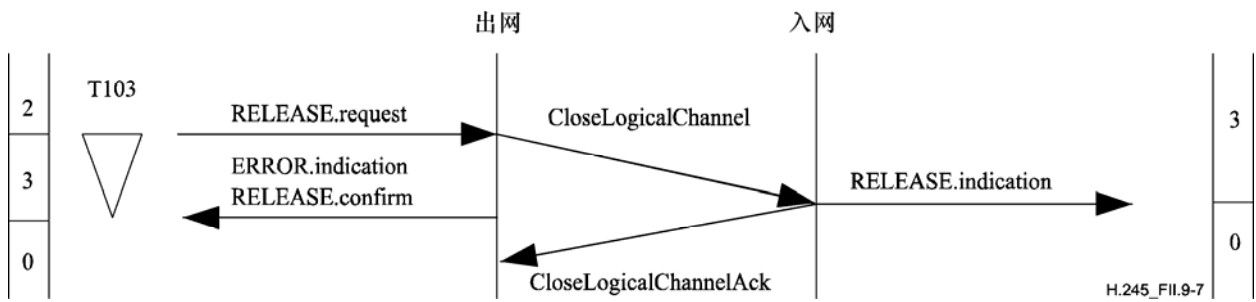 出网
入网
T103
2
3
0
RELEASE.request
ERROR.indication
RELEASE.confirm
CloseLogicalChannel
CloseLogicalChannelAck
RELEASE.indication
3
0
H.245_FII.9-7